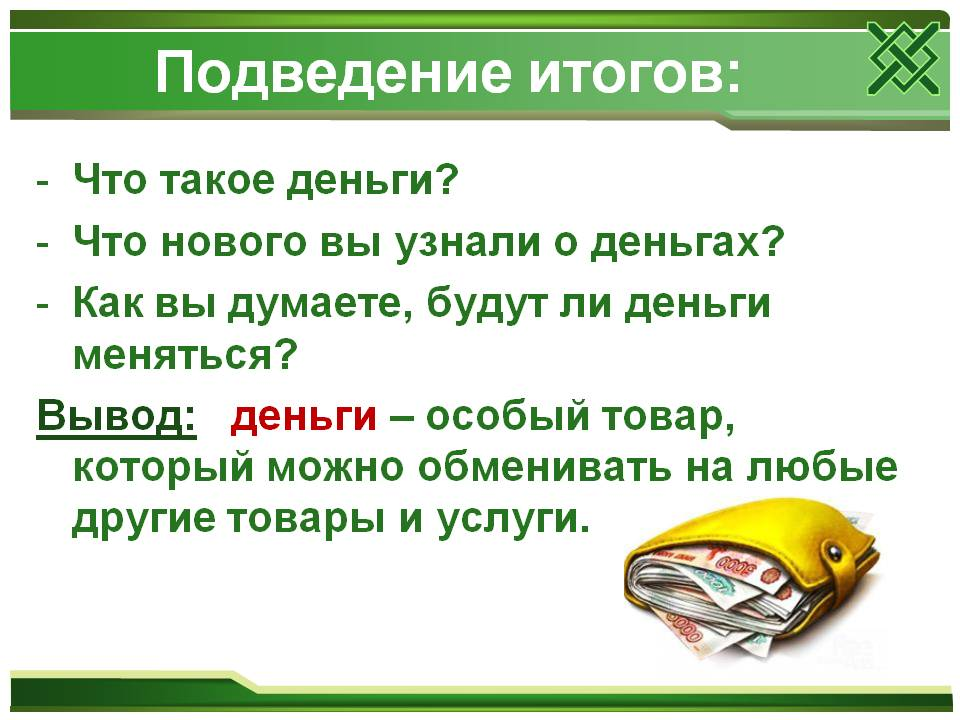 Подведение итогов:
- Что такое деньги?
- Что нового вы узнали о деньгах?
- Как вы думаете, будут ли деньги
меняться?
Вывод: деньги – особый товар,
который можно обменивать на любые
другие товары и услуги.
5000